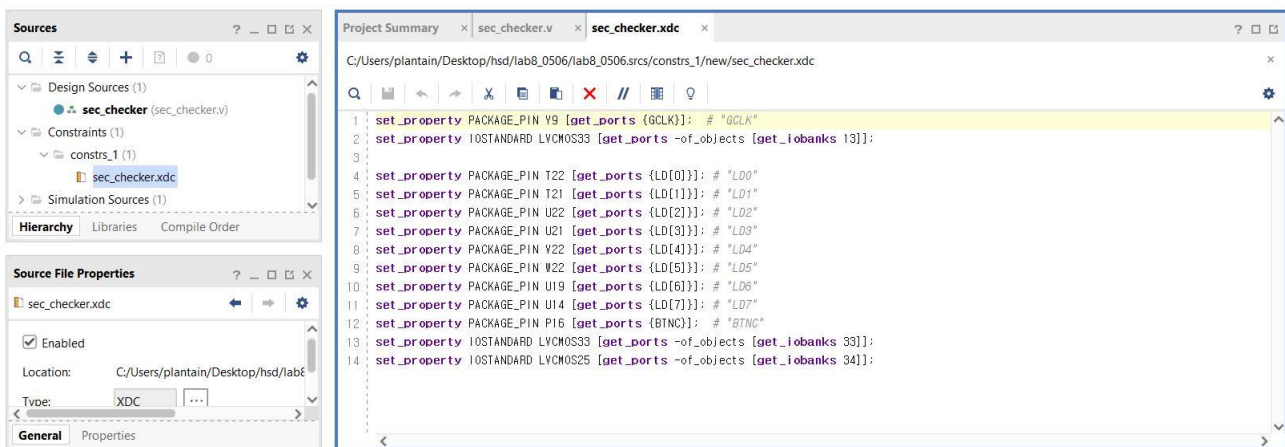 Sources
0
Design Sources (1)
sec_checker (sec_checker.v)
Constraints (1)
constrs_1 (1)
sec_checker.xdc
Simulation Sources (1)
Hierarchy Libraries Compile Order
Source File Properties
sec_checker.xdc
Enabled
Location: C:/Users/plantain/Desktop/hsd/lab8
Type: XDC ...
General Properties
Project Summary × sec_checker.v × sec_checker.xdc ×
C:/Users/plantain/Desktop/hsd/lab8_0506/lab8_0506.srcs/constrs_1/new/sec_checker.xdc
1 set_property PACKAGE_PIN Y9 [get_ports {GCLK}]; # "GCLK"
2 set_property IOSTANDARD LVCMOS33 [get_ports -of_objects [get_iobanks 13]];
3
4 set_property PACKAGE_PIN T22 [get_ports {LD[0]}]; # "LD0"
5 set_property PACKAGE_PIN T21 [get_ports {LD[1]}]; # "LD1"
6 set_property PACKAGE_PIN U22 [get_ports {LD[2]}]; # "LD2"
7 set_property PACKAGE_PIN U21 [get_ports {LD[3]}]; # "LD3"
8 set_property PACKAGE_PIN V22 [get_ports {LD[4]}]; # "LD4"
9 set_property PACKAGE_PIN W22 [get_ports {LD[5]}]; # "LD5"
10 set_property PACKAGE_PIN U19 [get_ports {LD[6]}]; # "LD6"
11 set_property PACKAGE_PIN U14 [get_ports {LD[7]}]; # "LD7"
12 set_property PACKAGE_PIN P16 [get_ports {BTNC}]; # "BTNC"
13 set_property IOSTANDARD LVCMOS33 [get_ports -of_objects [get_iobanks 33]];
14 set_property IOSTANDARD LVCMOS25 [get_ports -of_objects [get_iobanks 34]];